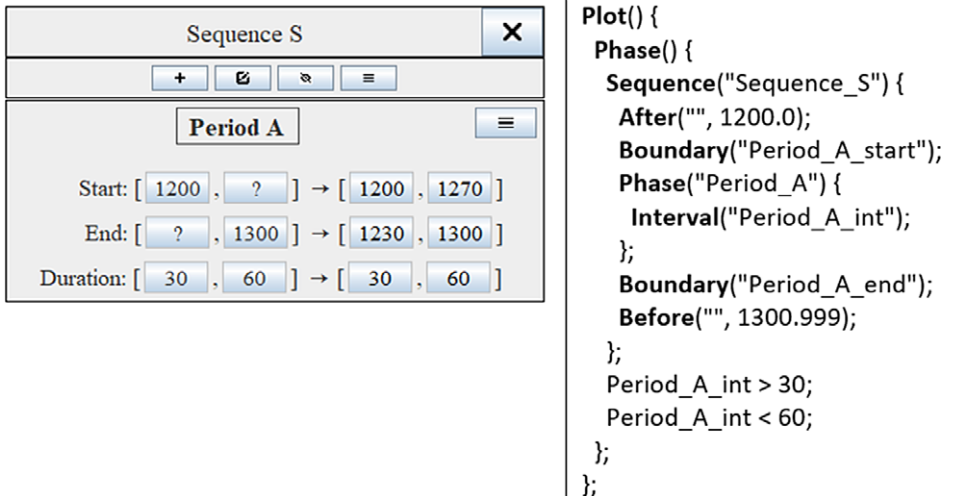 Sequence S ✕
+ ≡
Period A ≡
Start: [ 1200 , ? ] → [ 1200 , 1270 ]
End: [ ? , 1300 ] → [ 1230 , 1300 ]
Duration: [ 30 , 60 ] → [ 30 , 60 ]
Plot() {
Phase() {
Sequence("Sequence_S") {
After("", 1200.0);
Boundary("Period_A_start");
Phase("Period_A") {
Interval("Period_A_int");
};
Boundary("Period_A_end");
Before("", 1300.999);
};
Period_A_int > 30;
Period_A_int < 60;
};
};